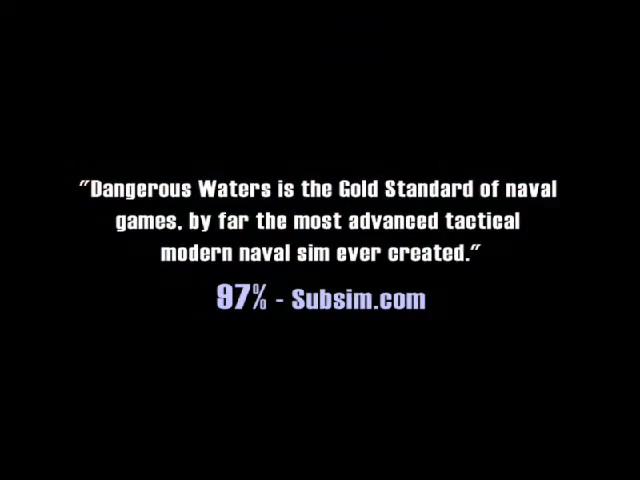 "Dangerous Waters is the Gold Standard of naval
games, by far the most advanced tactical
modern naval sim ever created."
97% - Subsim.com